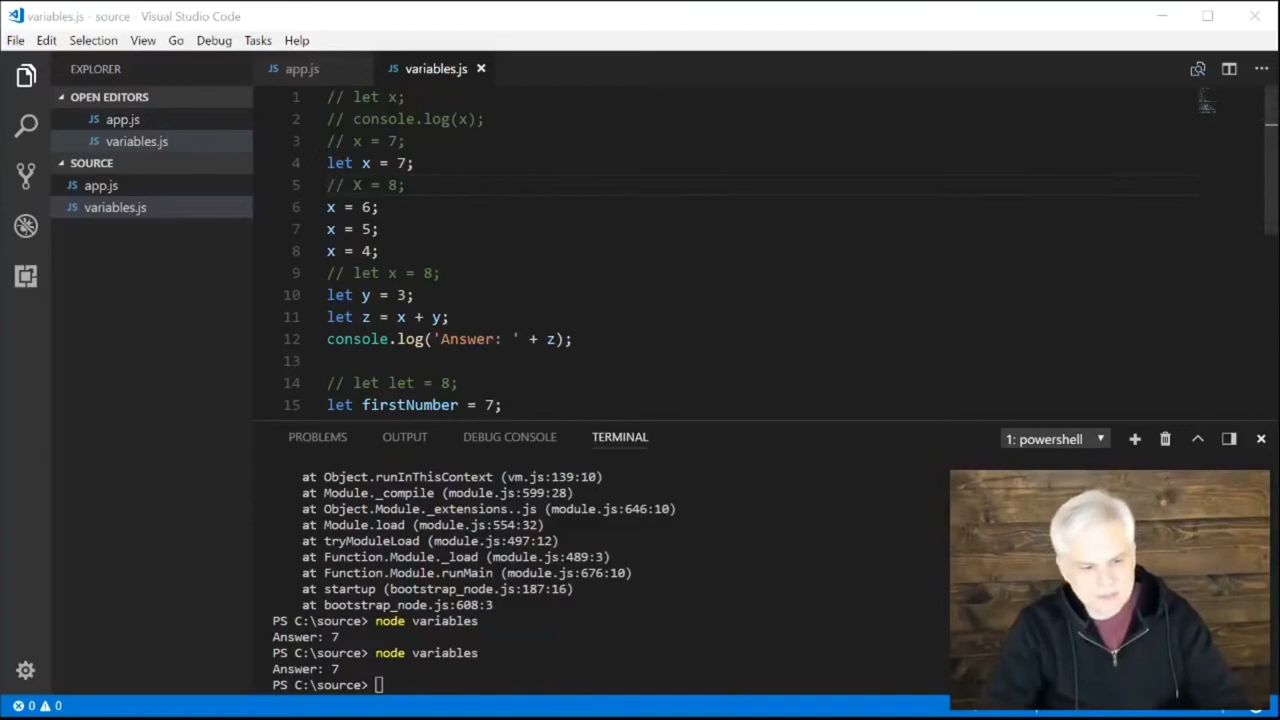 variables.js - source - Visual Studio Code
File Edit Selection View Go Debug Tasks Help
EXPLORER
OPEN EDITORS
JS app.js
JS variables.js
SOURCE
JS app.js
JS variables.js
JS app.js
JS variables.js
1 // let x;
2 // console.log(x);
3 // x = 7;
4 let x = 7;
5 // X = 8;
6 x = 6;
7 x = 5;
8 x = 4;
9 // let x = 8;
10 let y = 3;
11 let z = x + y;
12 console.log('Answer: ' + z);
13
14 // let let = 8;
15 let firstNumber = 7;
PROBLEMS OUTPUT DEBUG CONSOLE TERMINAL 1: powershell
at Object.runInThisContext (vm.js:139:10)
at Module._compile (module.js:599:28)
at Object.Module._extensions..js (module.js:646:10)
at Module.load (module.js:554:32)
at tryModuleLoad (module.js:497:12)
at Function.Module._load (module.js:489:3)
at Function.Module.runMain (module.js:676:10)
at startup (bootstrap_node.js:187:16)
at bootstrap_node.js:608:3
PS C:\source> node variables
Answer: 7
PS C:\source> node variables
Answer: 7
PS C:\source>
0 0